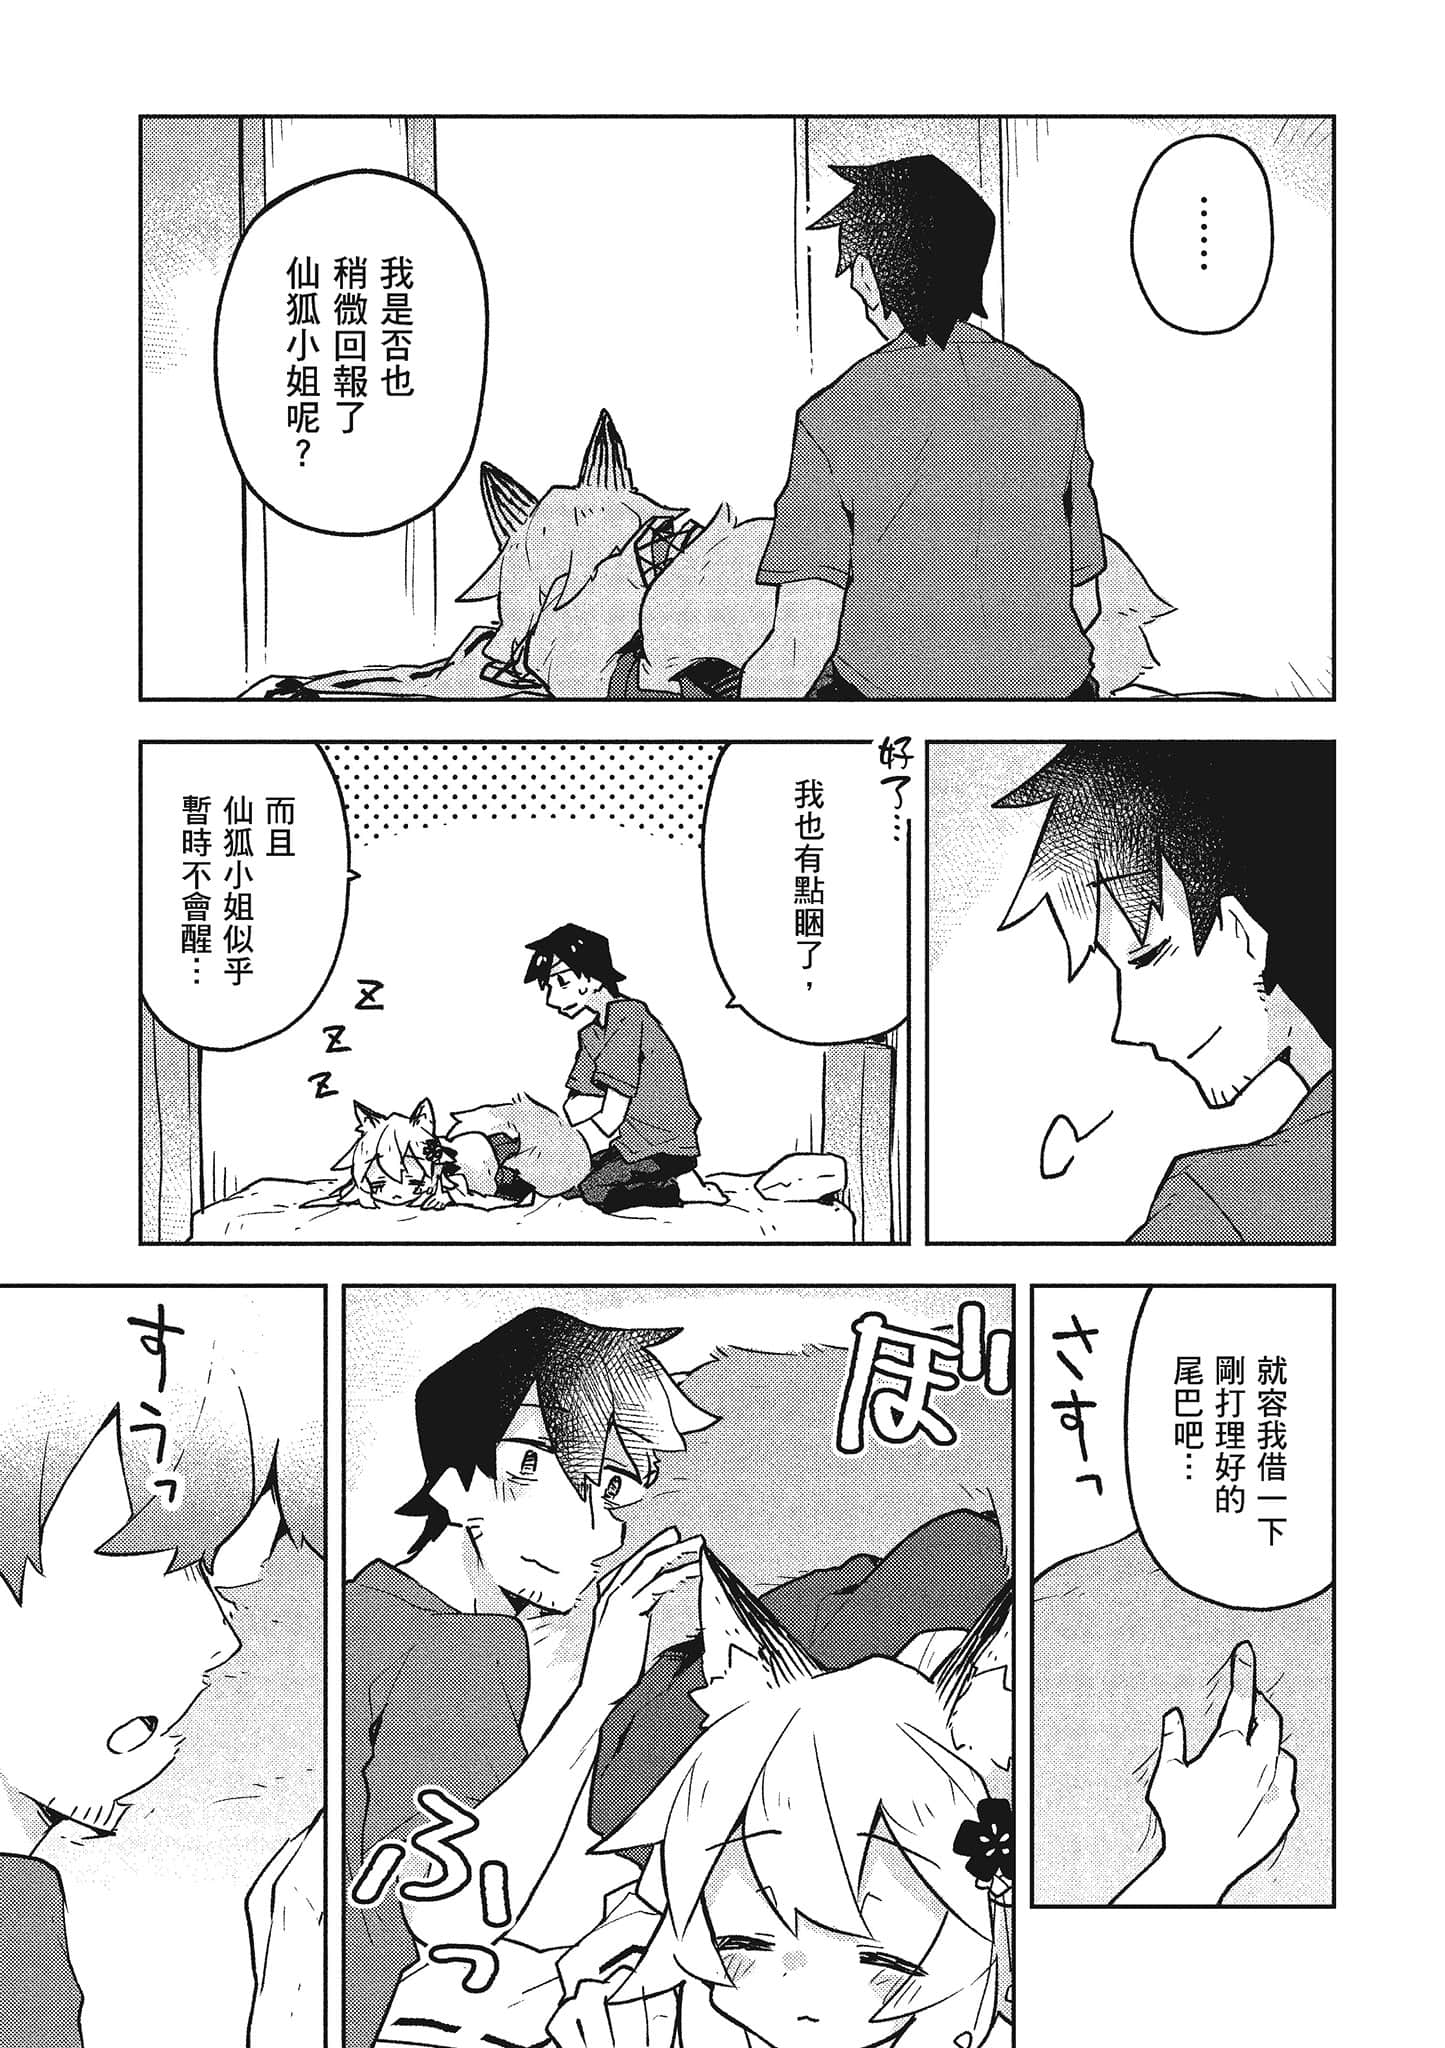 ……
我是否也
稍微回報了
仙狐小姐呢？
好了…
我也有點睏了，
而且
仙狐小姐似乎
暫時不會醒…
Z
Z
Z
就容我借一下
剛打理好的
尾巴吧…
さすっ
ぼ
ふっ
すうっ